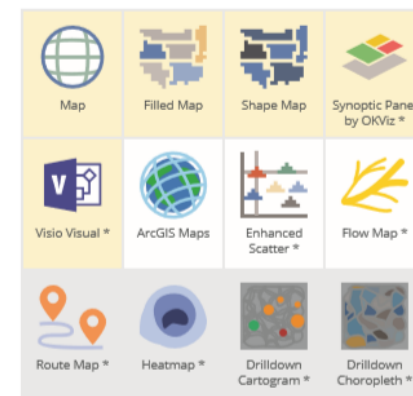 Map
Filled Map
Shape Map
Synoptic Pane
by OKViz *
V
Visio Visual *
ArcGIS Maps
Enhanced
Scatter *
Flow Map *
Route Map *
Heatmap *
Drilldown
Cartogram *
Drilldown
Choropleth *